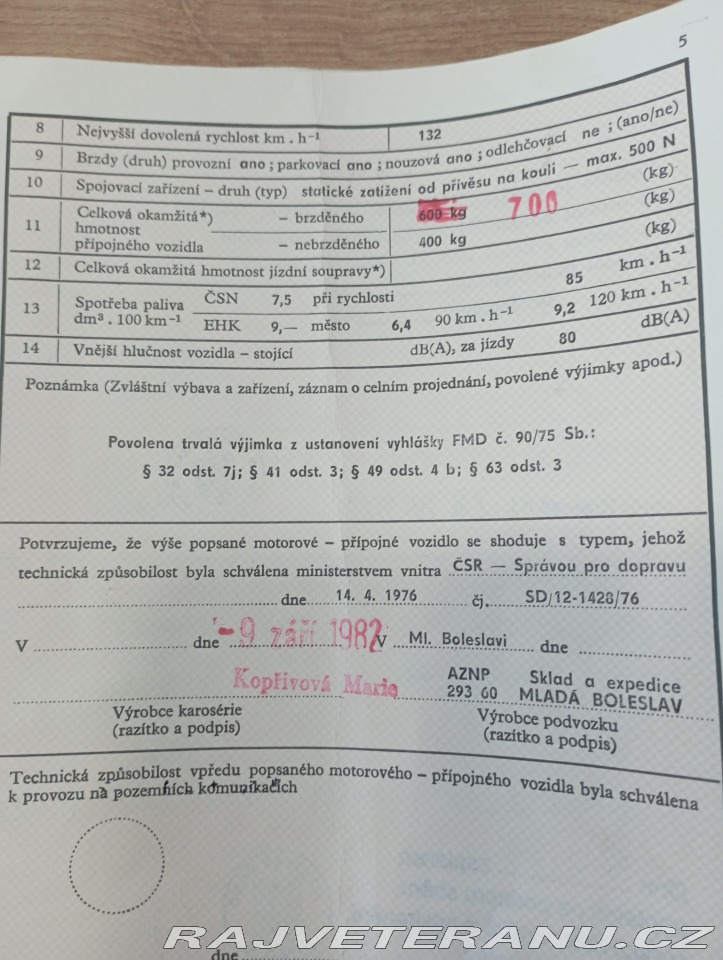 5
8 Nejvyšší dovolená rychlost km . h⁻¹ 132
9 Brzdy (druh) provozní ano ; parkovací ano ; nouzová ano ; odlehčovací ne ; (ano/ne)
10 Spojovací zařízení – druh (typ) statické zatížení od přívěsu na kouli — max. 500 N
11 Celková okamžitá*) – brzděného 600 kg 700 (kg)
hmotnost
přípojného vozidla – nebrzděného 400 kg (kg)
12 Celková okamžitá hmotnost jízdní soupravy*) (kg)
13 Spotřeba paliva ČSN 7,5 při rychlosti 85 km . h⁻¹
dm³ . 100 km⁻¹ EHK 9,— město 6,4 90 km . h⁻¹ 9,2 120 km . h⁻¹
14 Vnější hlučnost vozidla – stojící dB(A), za jízdy 80 dB(A)
Poznámka (Zvláštní výbava a zařízení, záznam o celním projednání, povolené výjimky apod.)
Povolena trvalá výjimka z ustanovení vyhlášky FMD č. 90/75 Sb.:
§ 32 odst. 7j; § 41 odst. 3; § 49 odst. 4 b; § 63 odst. 3
Potvrzujeme, že výše popsané motorové – přípojné vozidlo se shoduje s typem, jehož
technická způsobilost byla schválena ministerstvem vnitra ČSR — Správou pro dopravu
dne 14. 4. 1976 čj. SD/12-1428/76
V dne -9 září 1982 V Ml. Boleslavi dne
Kopřivová Marie AZNP Sklad a expedice
293 60 MLADÁ BOLESLAV
Výrobce karosérie Výrobce podvozku
(razítko a podpis) (razítko a podpis)
Technická způsobilost vpředu popsaného motorového – přípojného vozidla byla schválena
k provozu na pozemních komunikacích
dne
RAJVETERANU.CZ